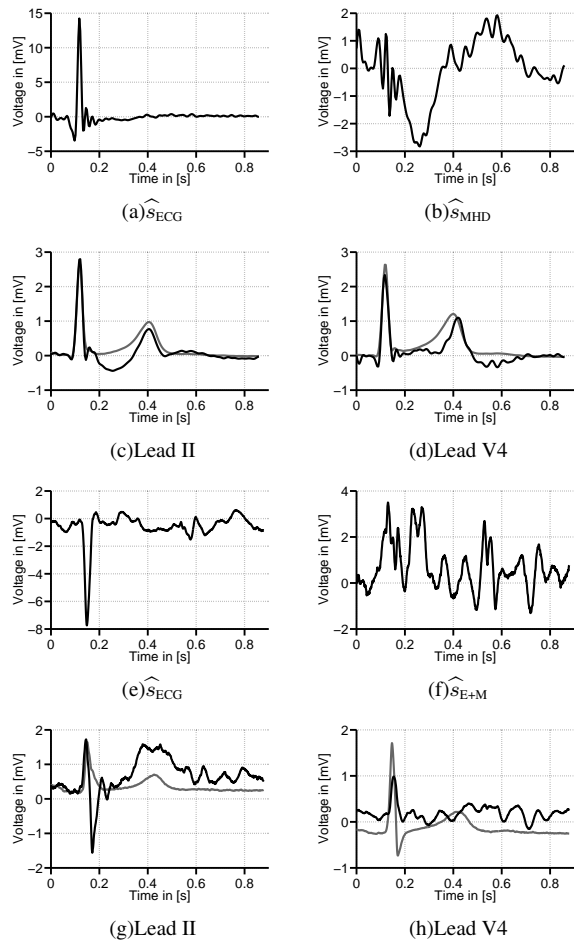 15
10
5
0
−5
0 0.2 0.4 0.6 0.8
Voltage in [mV]
Time in [s]
(a)ŝECG
2
1
0
−1
−2
−3
0 0.2 0.4 0.6 0.8
Voltage in [mV]
Time in [s]
(b)ŝMHD
3
2
1
0
−1
0 0.2 0.4 0.6 0.8
Voltage in [mV]
Time in [s]
(c)Lead II
3
2
1
0
−1
0 0.2 0.4 0.6 0.8
Voltage in [mV]
Time in [s]
(d)Lead V4
2
0
−2
−4
−6
−8
0 0.2 0.4 0.6 0.8
Voltage in [mV]
Time in [s]
(e)ŝECG
4
2
0
−2
0 0.2 0.4 0.6 0.8
Voltage in [mV]
Time in [s]
(f)ŝE+M
2
1
0
−1
−2
0 0.2 0.4 0.6 0.8
Voltage in [mV]
Time in [s]
(g)Lead II
2
1
0
−1
0 0.2 0.4 0.6 0.8
Voltage in [mV]
Time in [s]
(h)Lead V4